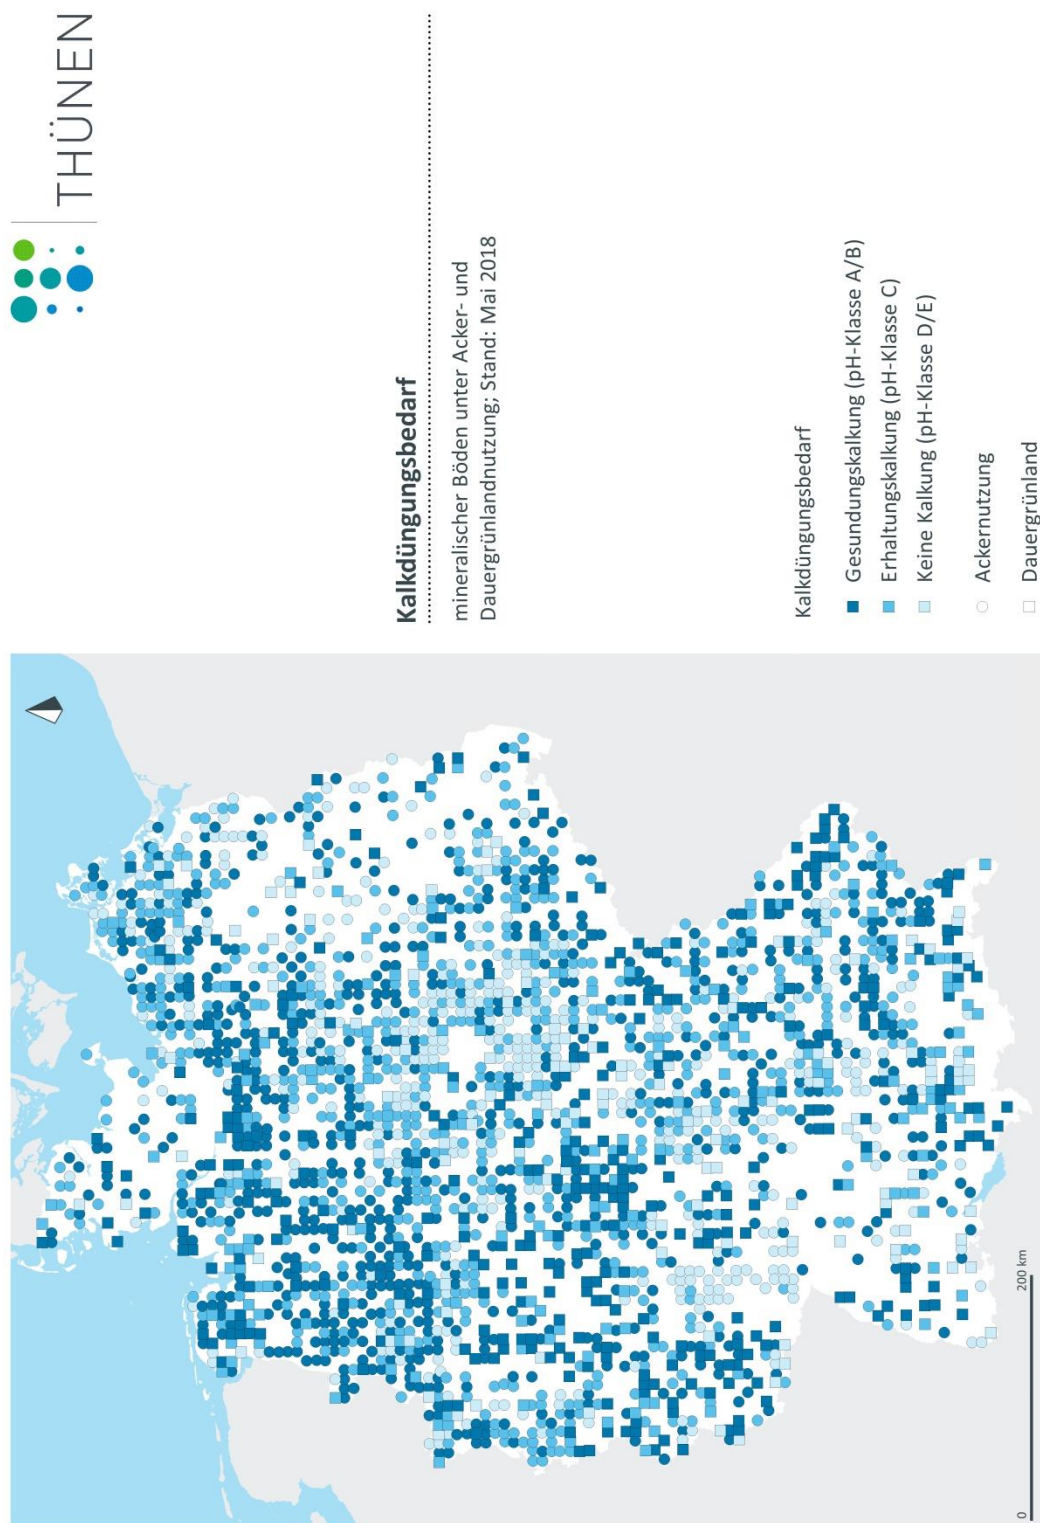 THÜNEN
Kalkdüngungsbedarf
mineralischer Böden unter Acker- und
Dauergrünlandnutzung; Stand: Mai 2018
Kalkdüngungsbedarf
Gesundungskalkung (pH-Klasse A/B)
Erhaltungskalkung (pH-Klasse C)
Keine Kalkung (pH-Klasse D/E)
Ackernutzung
Dauergrünland
0 200 km